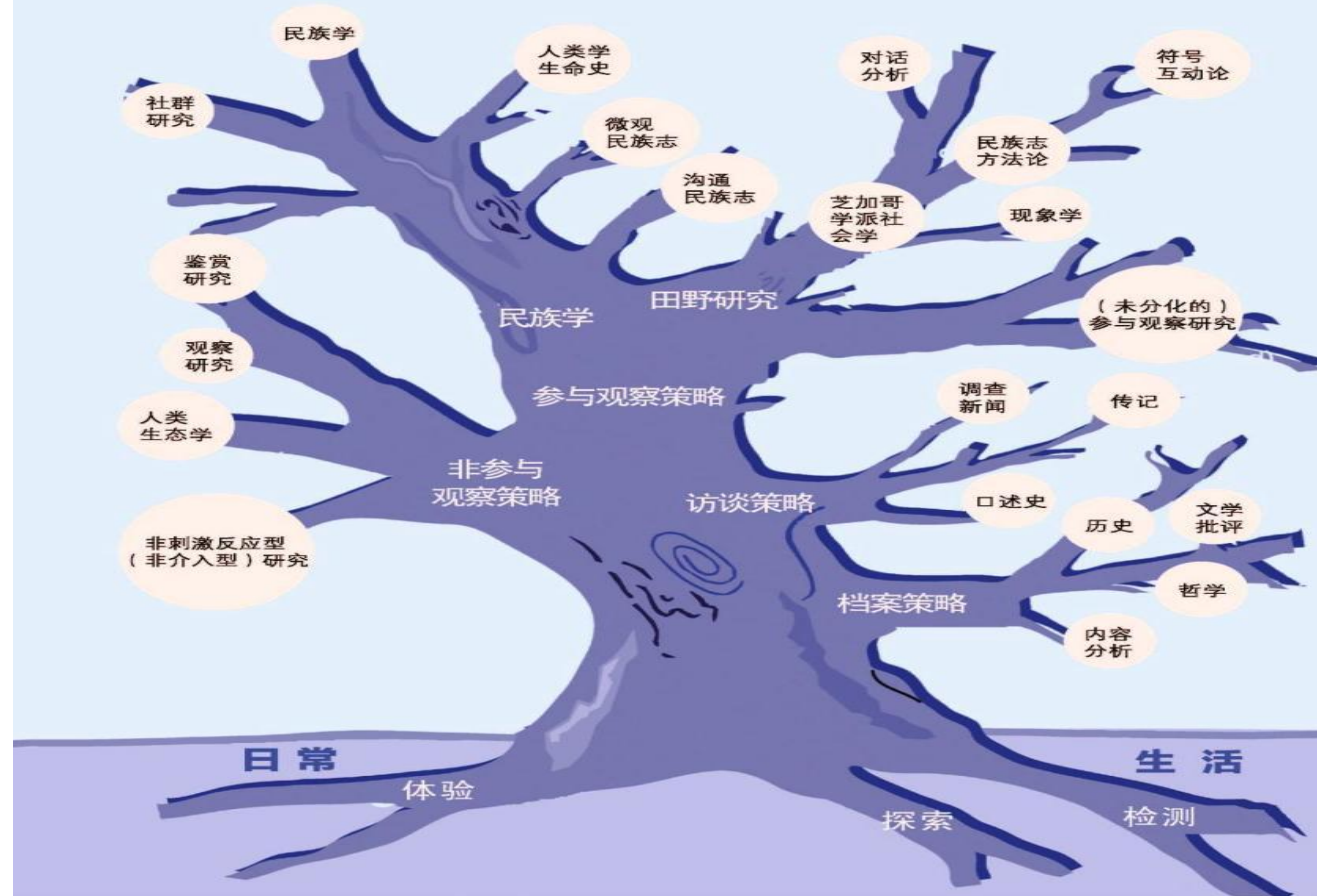 民族学
人类学
生命史
对话
分析
符号
互动论
社群
研究
微观
民族志
民族志
方法论
沟通
民族志
芝加哥
学派社
会学
现象学
鉴赏
研究
民族学
田野研究
（未分化的）
参与观察研究
观察
研究
参与观察策略
调查
新闻
传记
人类
生态学
非参与
观察策略
访谈策略
口述史
历史
文学
批评
非刺激反应型
（非介入型）研究
哲学
档案策略
内容
分析
日常
生活
体验
探索
检测